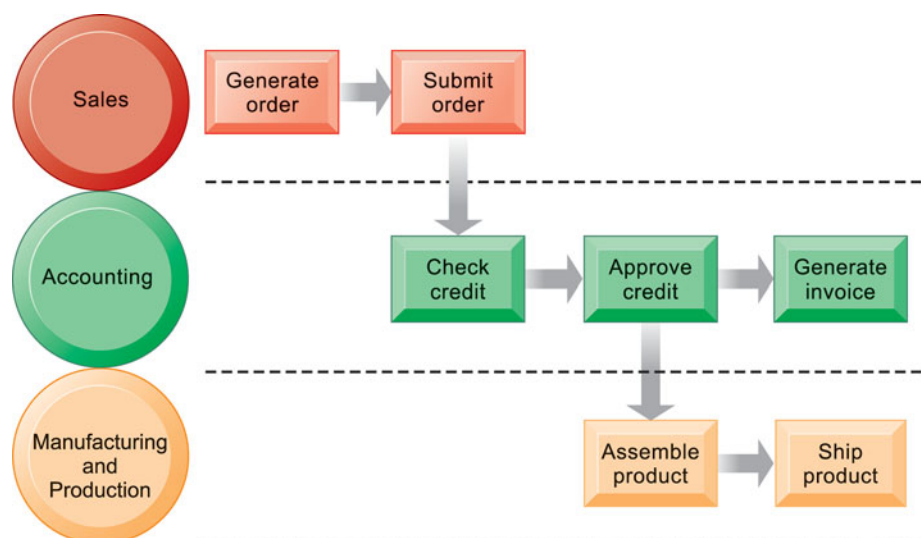 Sales
Generate
order
Submit
order
Accounting
Check
credit
Approve
credit
Generate
invoice
Manufacturing
and
Production
Assemble
product
Ship
product